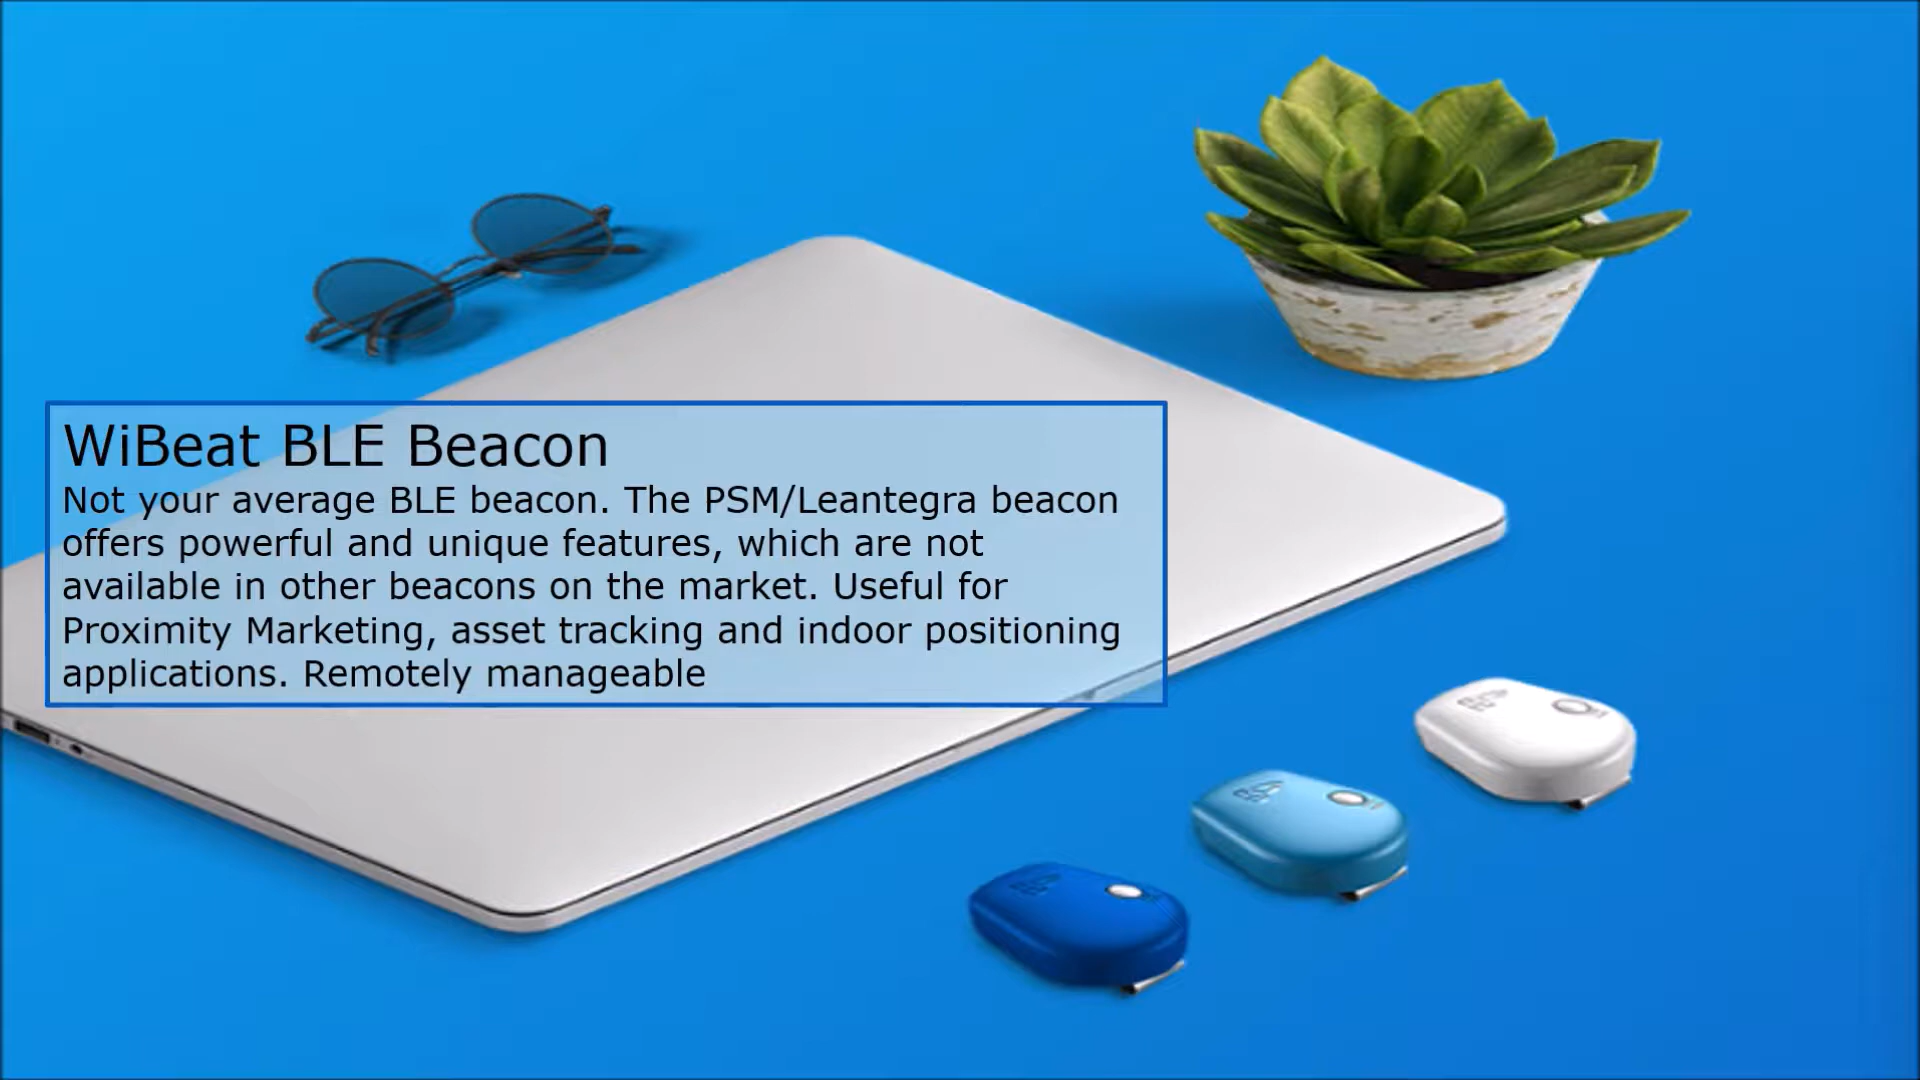 WiBeat BLE Beacon
Not your average BLE beacon. The PSM/Leantegra beacon
offers powerful and unique features, which are not
available in other beacons on the market. Useful for
Proximity Marketing, asset tracking and indoor positioning
applications. Remotely manageable